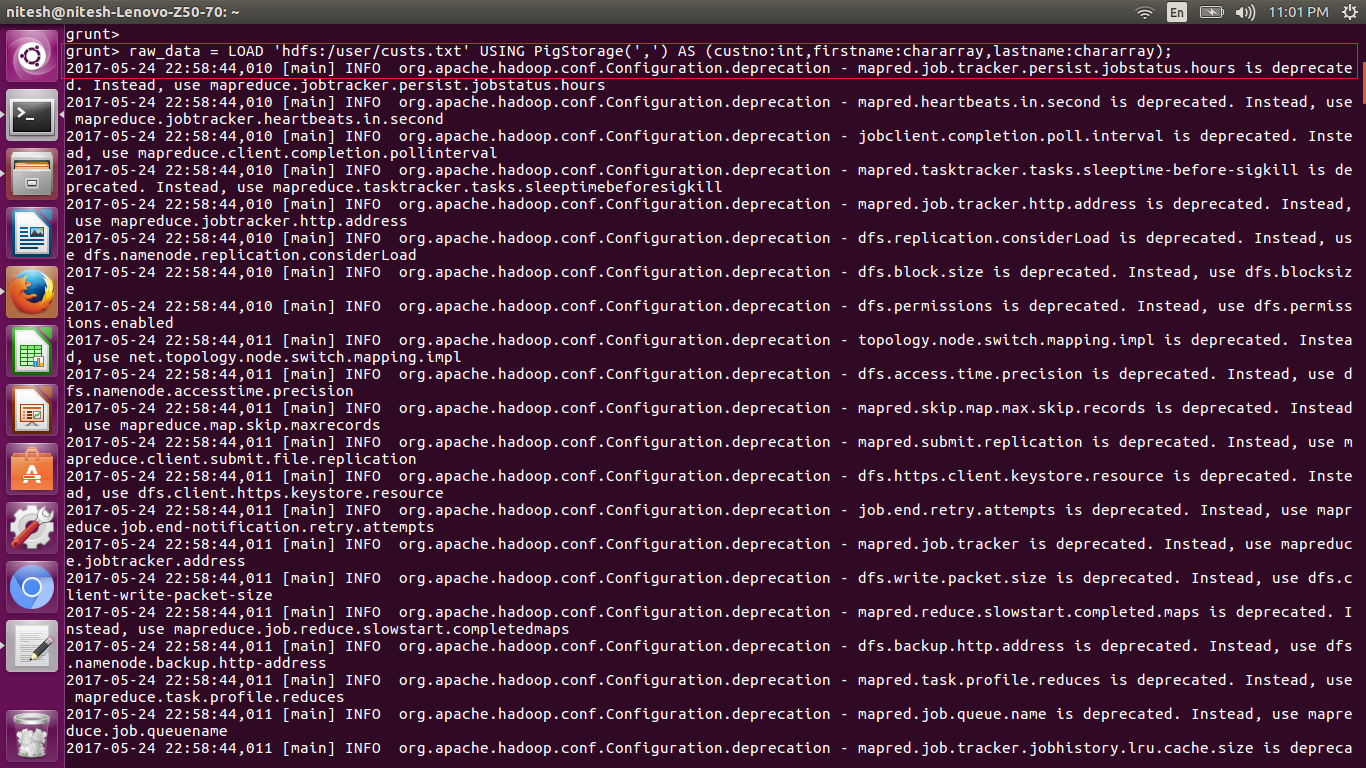 nitesh@nitesh-Lenovo-Z50-70: ~
En
11:01 PM
grunt>
grunt> raw_data = LOAD 'hdfs:/user/custs.txt' USING PigStorage(',') AS (custno:int,firstname:chararray,lastname:chararray);
2017-05-24 22:58:44,010 [main] INFO  org.apache.hadoop.conf.Configuration.deprecation - mapred.job.tracker.persist.jobstatus.hours is deprecate
d. Instead, use mapreduce.jobtracker.persist.jobstatus.hours
2017-05-24 22:58:44,010 [main] INFO  org.apache.hadoop.conf.Configuration.deprecation - mapred.heartbeats.in.second is deprecated. Instead, use
 mapreduce.jobtracker.heartbeats.in.second
2017-05-24 22:58:44,010 [main] INFO  org.apache.hadoop.conf.Configuration.deprecation - jobclient.completion.poll.interval is deprecated. Inste
ad, use mapreduce.client.completion.pollinterval
2017-05-24 22:58:44,010 [main] INFO  org.apache.hadoop.conf.Configuration.deprecation - mapred.tasktracker.tasks.sleeptime-before-sigkill is de
precated. Instead, use mapreduce.tasktracker.tasks.sleeptimebeforesigkill
2017-05-24 22:58:44,010 [main] INFO  org.apache.hadoop.conf.Configuration.deprecation - mapred.job.tracker.http.address is deprecated. Instead,
 use mapreduce.jobtracker.http.address
2017-05-24 22:58:44,010 [main] INFO  org.apache.hadoop.conf.Configuration.deprecation - dfs.replication.considerLoad is deprecated. Instead, us
e dfs.namenode.replication.considerLoad
2017-05-24 22:58:44,010 [main] INFO  org.apache.hadoop.conf.Configuration.deprecation - dfs.block.size is deprecated. Instead, use dfs.blocksiz
e
2017-05-24 22:58:44,010 [main] INFO  org.apache.hadoop.conf.Configuration.deprecation - dfs.permissions is deprecated. Instead, use dfs.permiss
ions.enabled
2017-05-24 22:58:44,011 [main] INFO  org.apache.hadoop.conf.Configuration.deprecation - topology.node.switch.mapping.impl is deprecated. Instea
d, use net.topology.node.switch.mapping.impl
2017-05-24 22:58:44,011 [main] INFO  org.apache.hadoop.conf.Configuration.deprecation - dfs.access.time.precision is deprecated. Instead, use d
fs.namenode.accesstime.precision
2017-05-24 22:58:44,011 [main] INFO  org.apache.hadoop.conf.Configuration.deprecation - mapred.skip.map.max.skip.records is deprecated. Instead
, use mapreduce.map.skip.maxrecords
2017-05-24 22:58:44,011 [main] INFO  org.apache.hadoop.conf.Configuration.deprecation - mapred.submit.replication is deprecated. Instead, use m
apreduce.client.submit.file.replication
2017-05-24 22:58:44,011 [main] INFO  org.apache.hadoop.conf.Configuration.deprecation - dfs.https.client.keystore.resource is deprecated. Inste
ad, use dfs.client.https.keystore.resource
2017-05-24 22:58:44,011 [main] INFO  org.apache.hadoop.conf.Configuration.deprecation - job.end.retry.attempts is deprecated. Instead, use mapr
educe.job.end-notification.retry.attempts
2017-05-24 22:58:44,011 [main] INFO  org.apache.hadoop.conf.Configuration.deprecation - mapred.job.tracker is deprecated. Instead, use mapreduc
e.jobtracker.address
2017-05-24 22:58:44,011 [main] INFO  org.apache.hadoop.conf.Configuration.deprecation - dfs.write.packet.size is deprecated. Instead, use dfs.c
lient-write-packet-size
2017-05-24 22:58:44,011 [main] INFO  org.apache.hadoop.conf.Configuration.deprecation - mapred.reduce.slowstart.completed.maps is deprecated. I
nstead, use mapreduce.job.reduce.slowstart.completedmaps
2017-05-24 22:58:44,011 [main] INFO  org.apache.hadoop.conf.Configuration.deprecation - dfs.backup.http.address is deprecated. Instead, use dfs
.namenode.backup.http-address
2017-05-24 22:58:44,011 [main] INFO  org.apache.hadoop.conf.Configuration.deprecation - mapred.task.profile.reduces is deprecated. Instead, use
 mapreduce.task.profile.reduces
2017-05-24 22:58:44,011 [main] INFO  org.apache.hadoop.conf.Configuration.deprecation - mapred.job.queue.name is deprecated. Instead, use mapre
duce.job.queuename
2017-05-24 22:58:44,011 [main] INFO  org.apache.hadoop.conf.Configuration.deprecation - mapred.job.tracker.jobhistory.lru.cache.size is depreca